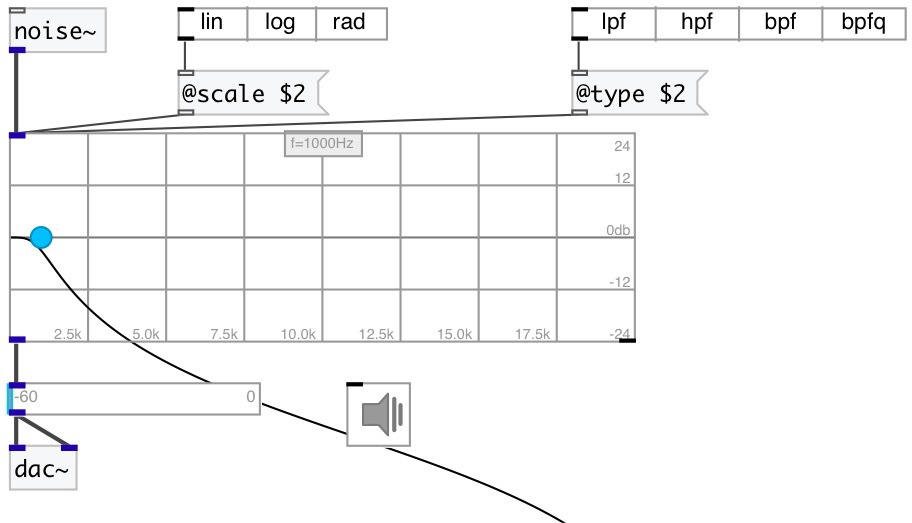 noise~
lin log rad
lpf hpf bpf bpfq
@scale $2
@type $2
f=1000Hz
24
12
0db
-12
2.5k 5.0k 7.5k 10.0k 12.5k 15.0k 17.5k -24
-60 0
dac~